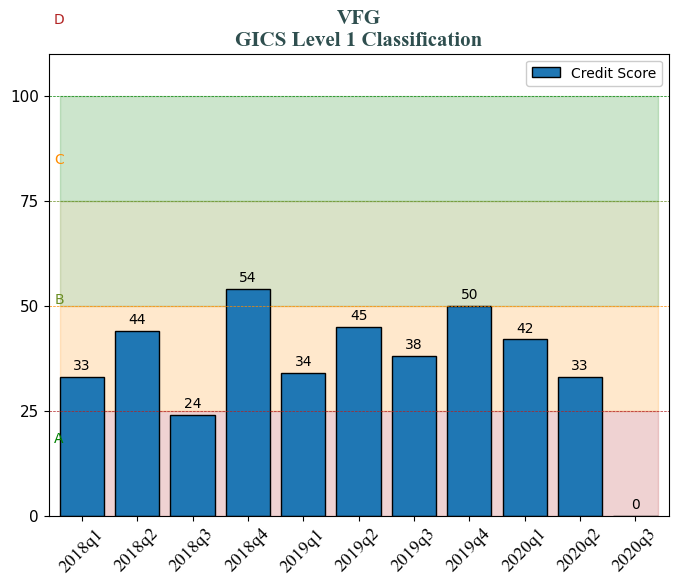 D
VFG
GICS Level 1 Classification
Credit Score
100
C
75
B
50
54
50
45
44
42
38
34
33
33
25
24
A
0
0
2018q1
2018q2
2018q3
2018q4
2019q1
2019q2
2019q3
2019q4
2020q1
2020q2
2020q3